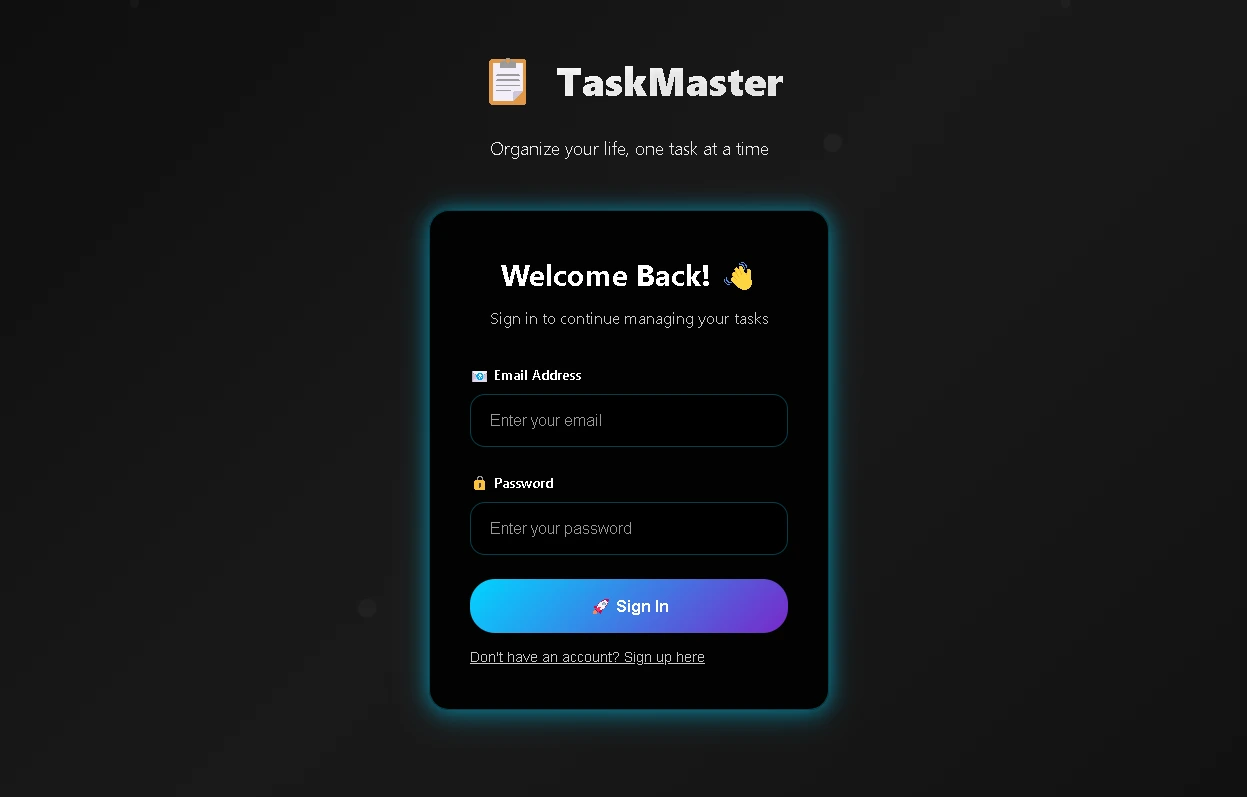 TaskMaster
Organize your life, one task at a time
Welcome Back! 👋
Sign in to continue managing your tasks
📧 Email Address
Enter your email
🔒 Password
Enter your password
🚀 Sign In
Don't have an account? Sign up here